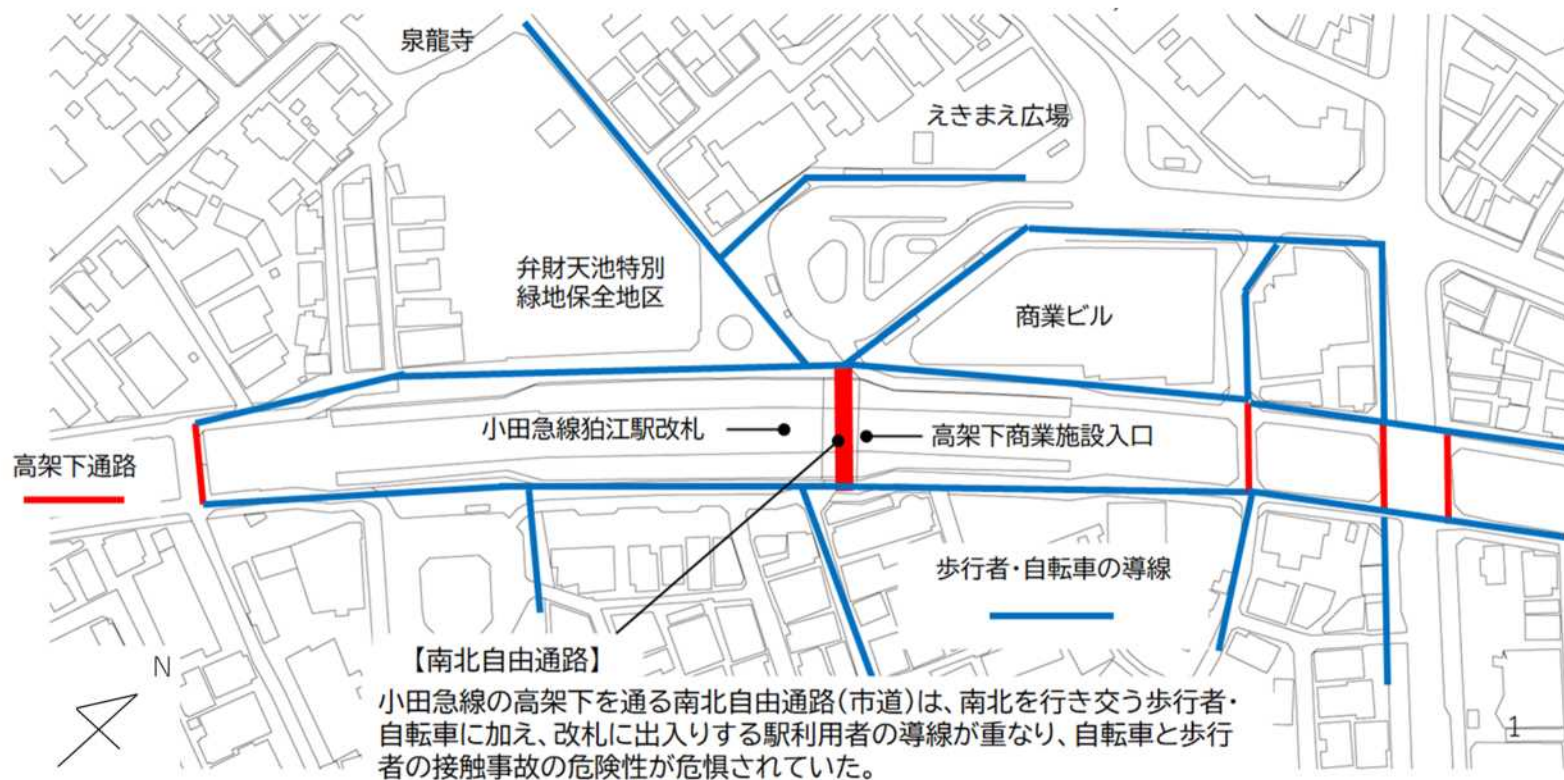 泉龍寺
えきまえ広場
弁財天池特別
緑地保全地区
商業ビル
小田急線狛江駅改札
高架下商業施設入口
高架下通路
歩行者・自転車の導線
【南北自由通路】
N
小田急線の高架下を通る南北自由通路(市道)は、南北を行き交う歩行者・
自転車に加え、改札に出入りする駅利用者の導線が重なり、自転車と歩行
者の接触事故の危険性が危惧されていた。
1